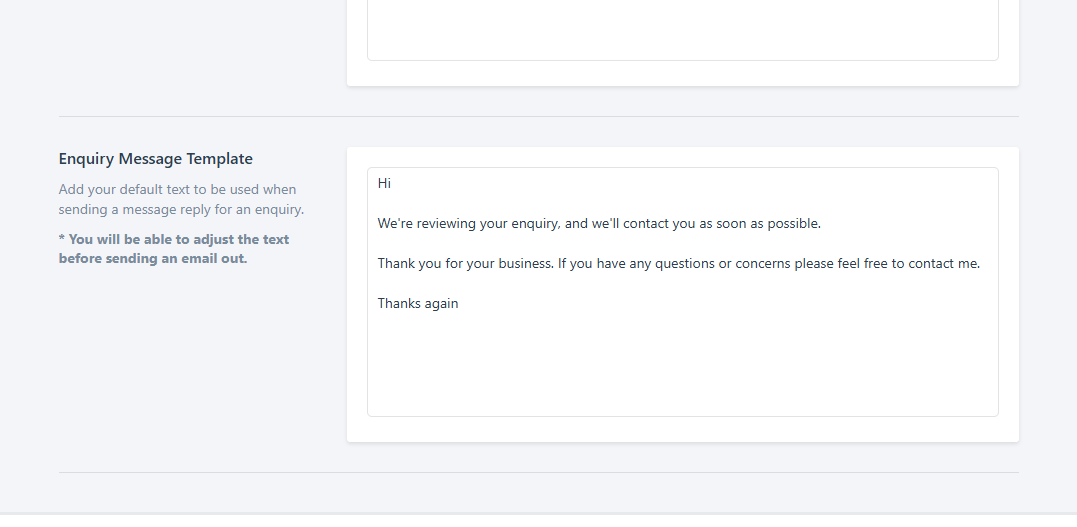 Enquiry Message Template
Add your default text to be used when
sending a message reply for an enquiry.
* You will be able to adjust the text
before sending an email out.
Hi
We're reviewing your enquiry, and we'll contact you as soon as possible.
Thank you for your business. If you have any questions or concerns please feel free to contact me.
Thanks again